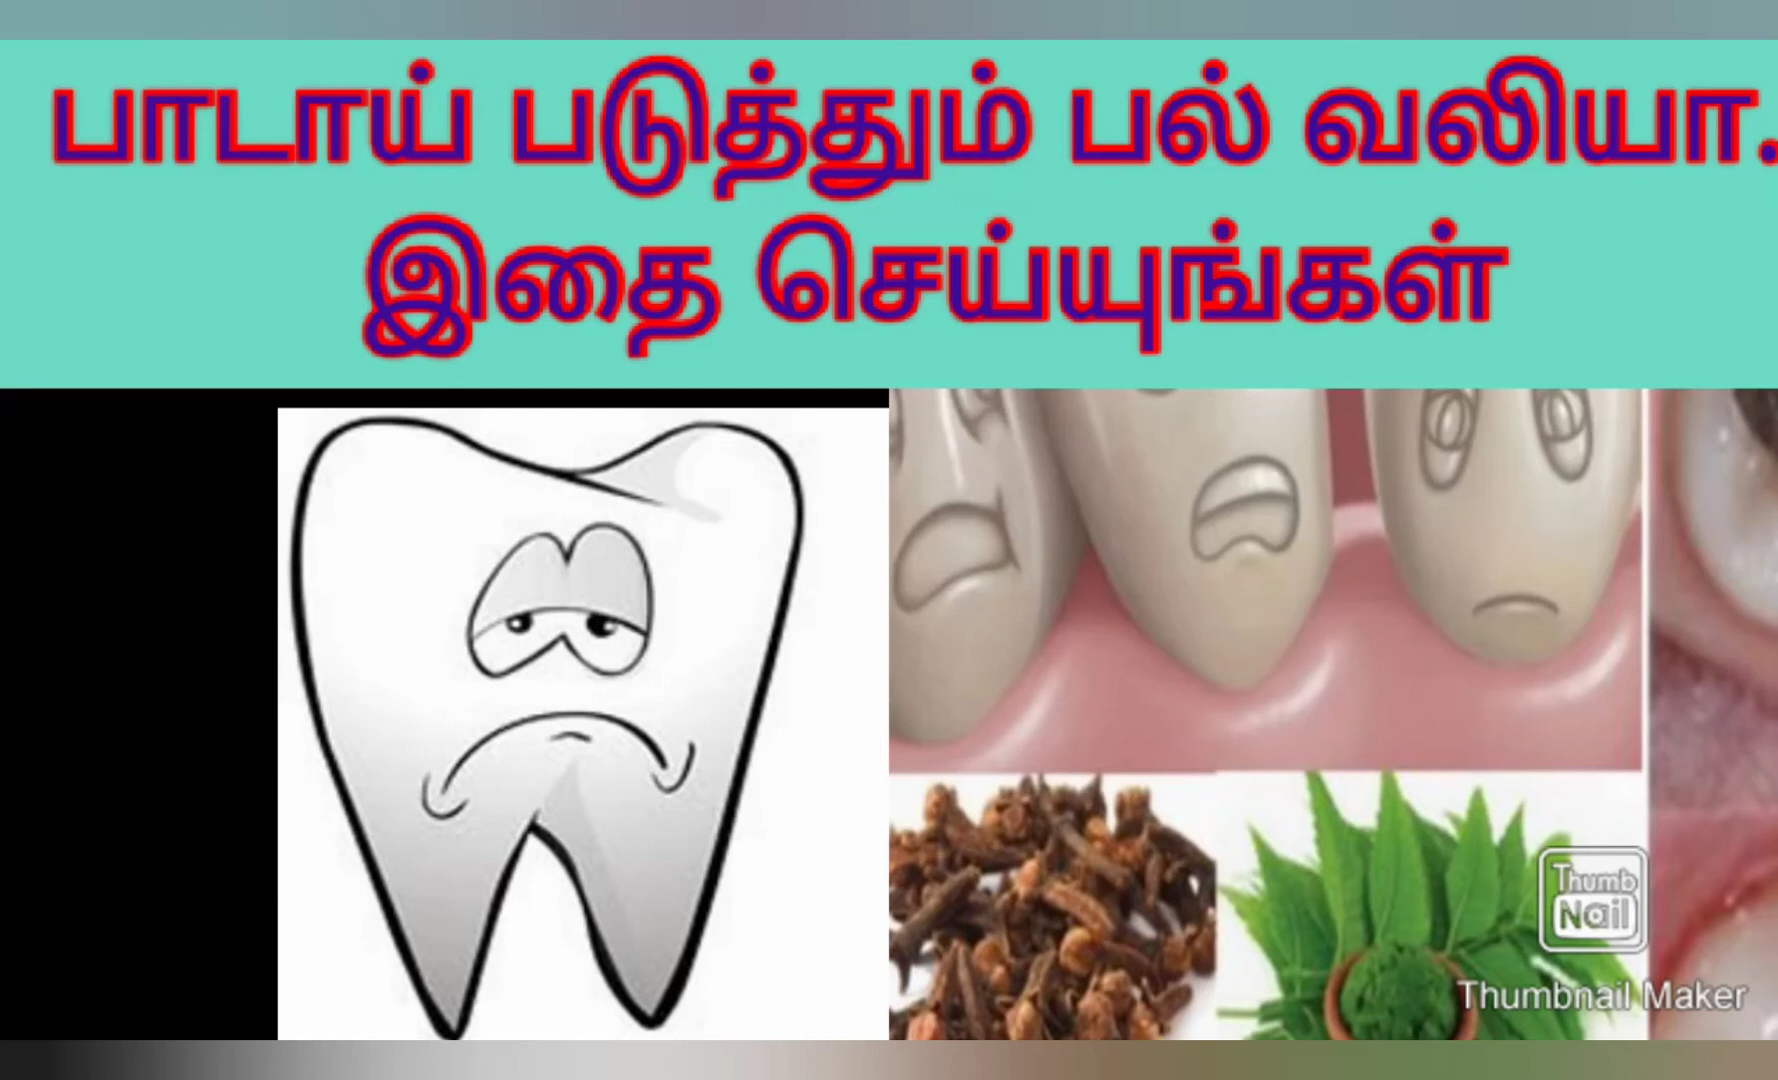 பாடாய் படுத்தும் பல் வலியா.
இதை செய்யுங்கள்
Thumb
Nail
Thumbnail Maker